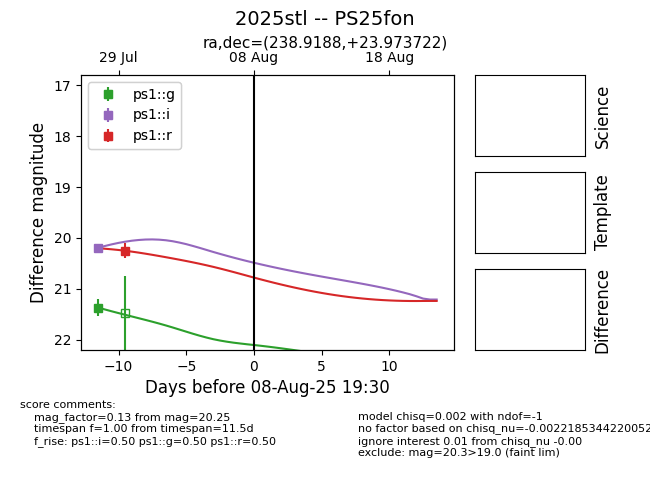 2025stl -- PS25fon
ra,dec=(238.9188,+23.973722)
29 Jul
08 Aug
18 Aug
ps1::g
ps1::i
ps1::r
17
18
19
20
21
22
Difference magnitude
−10
−5
0
5
10
Days before 08-Aug-25 19:30
Science
Template
Difference
score comments:
mag_factor=0.13 from mag=20.25
timespan f=1.00 from timespan=11.5d
f_rise: ps1::i=0.50 ps1::g=0.50 ps1::r=0.50
model chisq=0.002 with ndof=-1
no factor based on chisq_nu=-0.0022185344220052
ignore interest 0.01 from chisq_nu -0.00
exclude: mag=20.3>19.0 (faint lim)